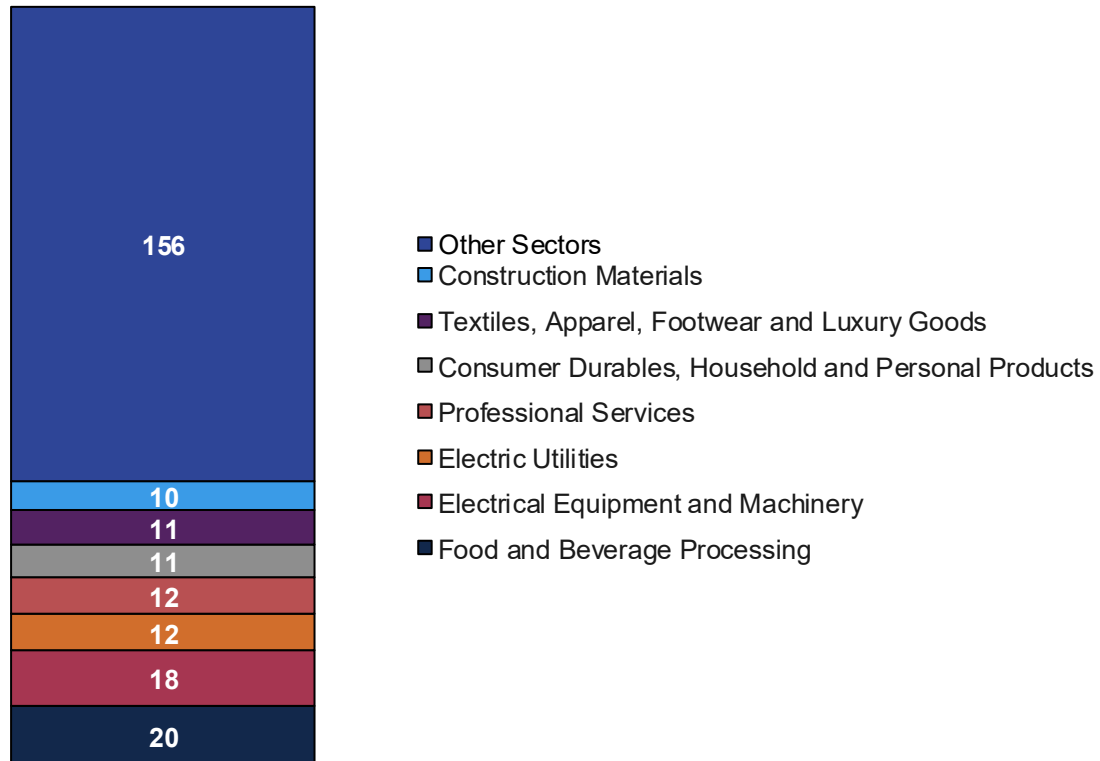 156
10
11
11
12
12
18
20
Other Sectors
Construction Materials
Textiles, Apparel, Footwear and Luxury Goods
Consumer Durables, Household and Personal Products
Professional Services
Electric Utilities
Electrical Equipment and Machinery
Food and Beverage Processing